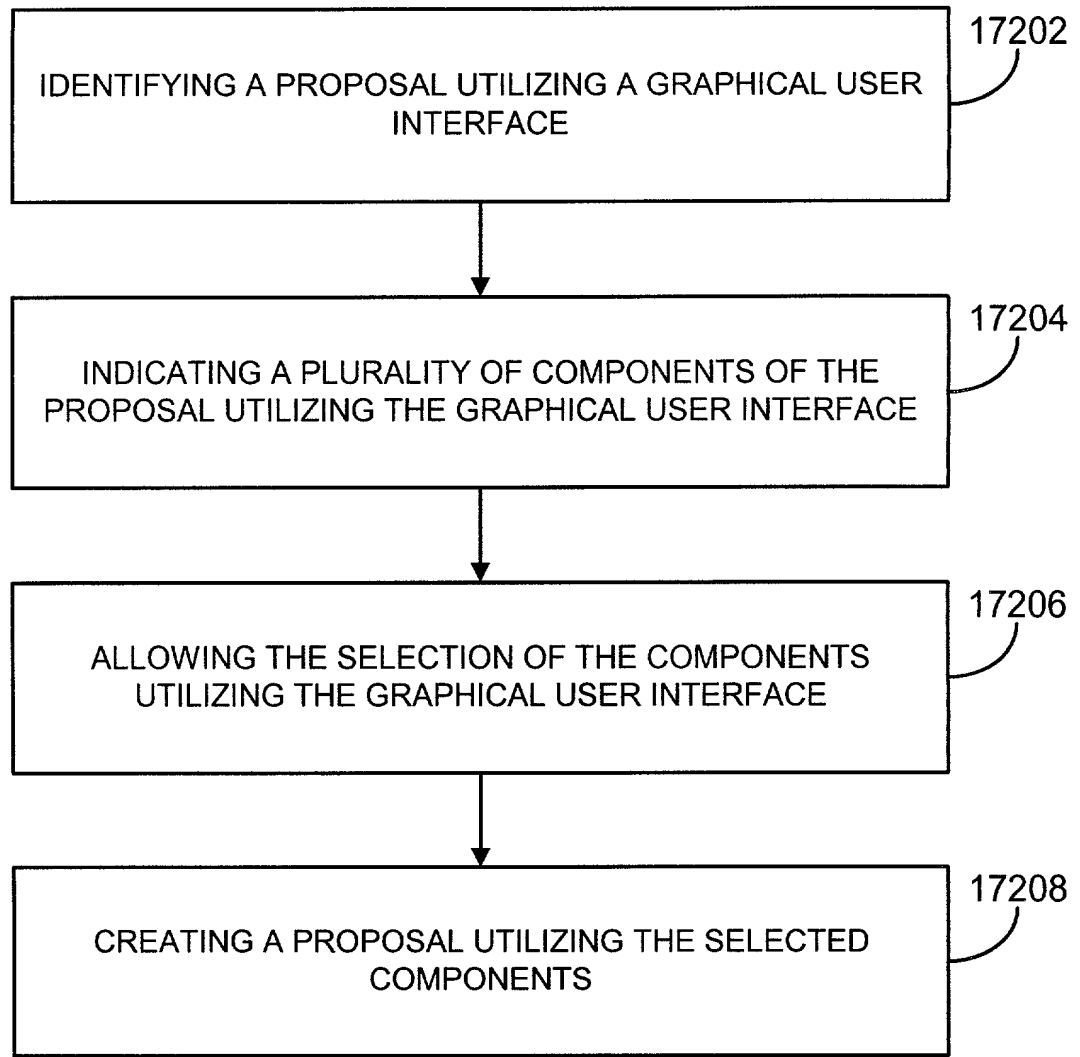 17202
IDENTIFYING A PROPOSAL UTILIZING A GRAPHICAL USER
INTERFACE
17204
INDICATING A PLURALITY OF COMPONENTS OF THE
PROPOSAL UTILIZING THE GRAPHICAL USER INTERFACE
17206
ALLOWING THE SELECTION OF THE COMPONENTS
UTILIZING THE GRAPHICAL USER INTERFACE
17208
CREATING A PROPOSAL UTILIZING THE SELECTED
COMPONENTS